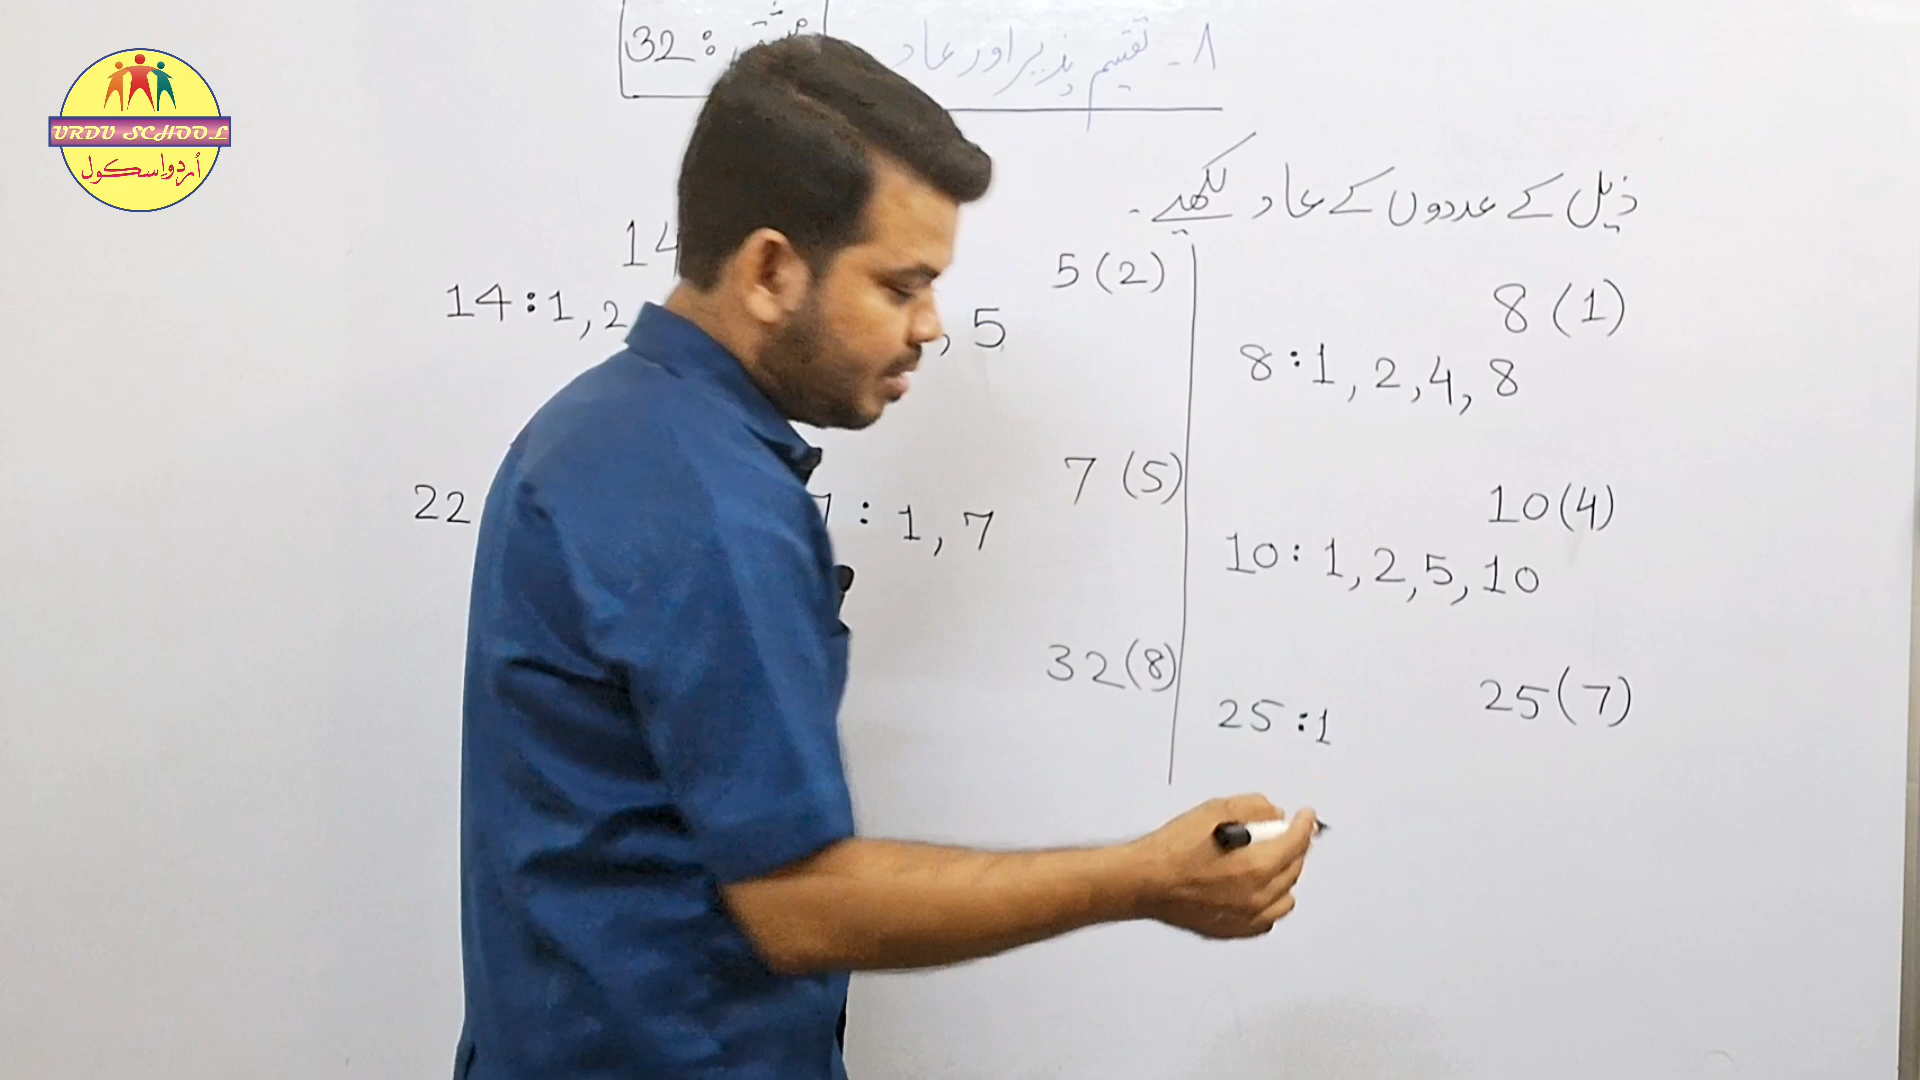 URDU SCHOOL
اُردو اسکول
۸۔ تقسیم پذیر اور عاد
مشقی : 32
ذیل کے عددوں کے عاد لکھیے۔
8 (1)
8 : 1 , 2 , 4 , 8
10 (4)
10 : 1 , 2 , 5 , 10
25 (7)
25 : 1
5 (2)
, 5
7 (5)
7 : 1 , 7
32 (8)
14
14 : 1 , 2
22